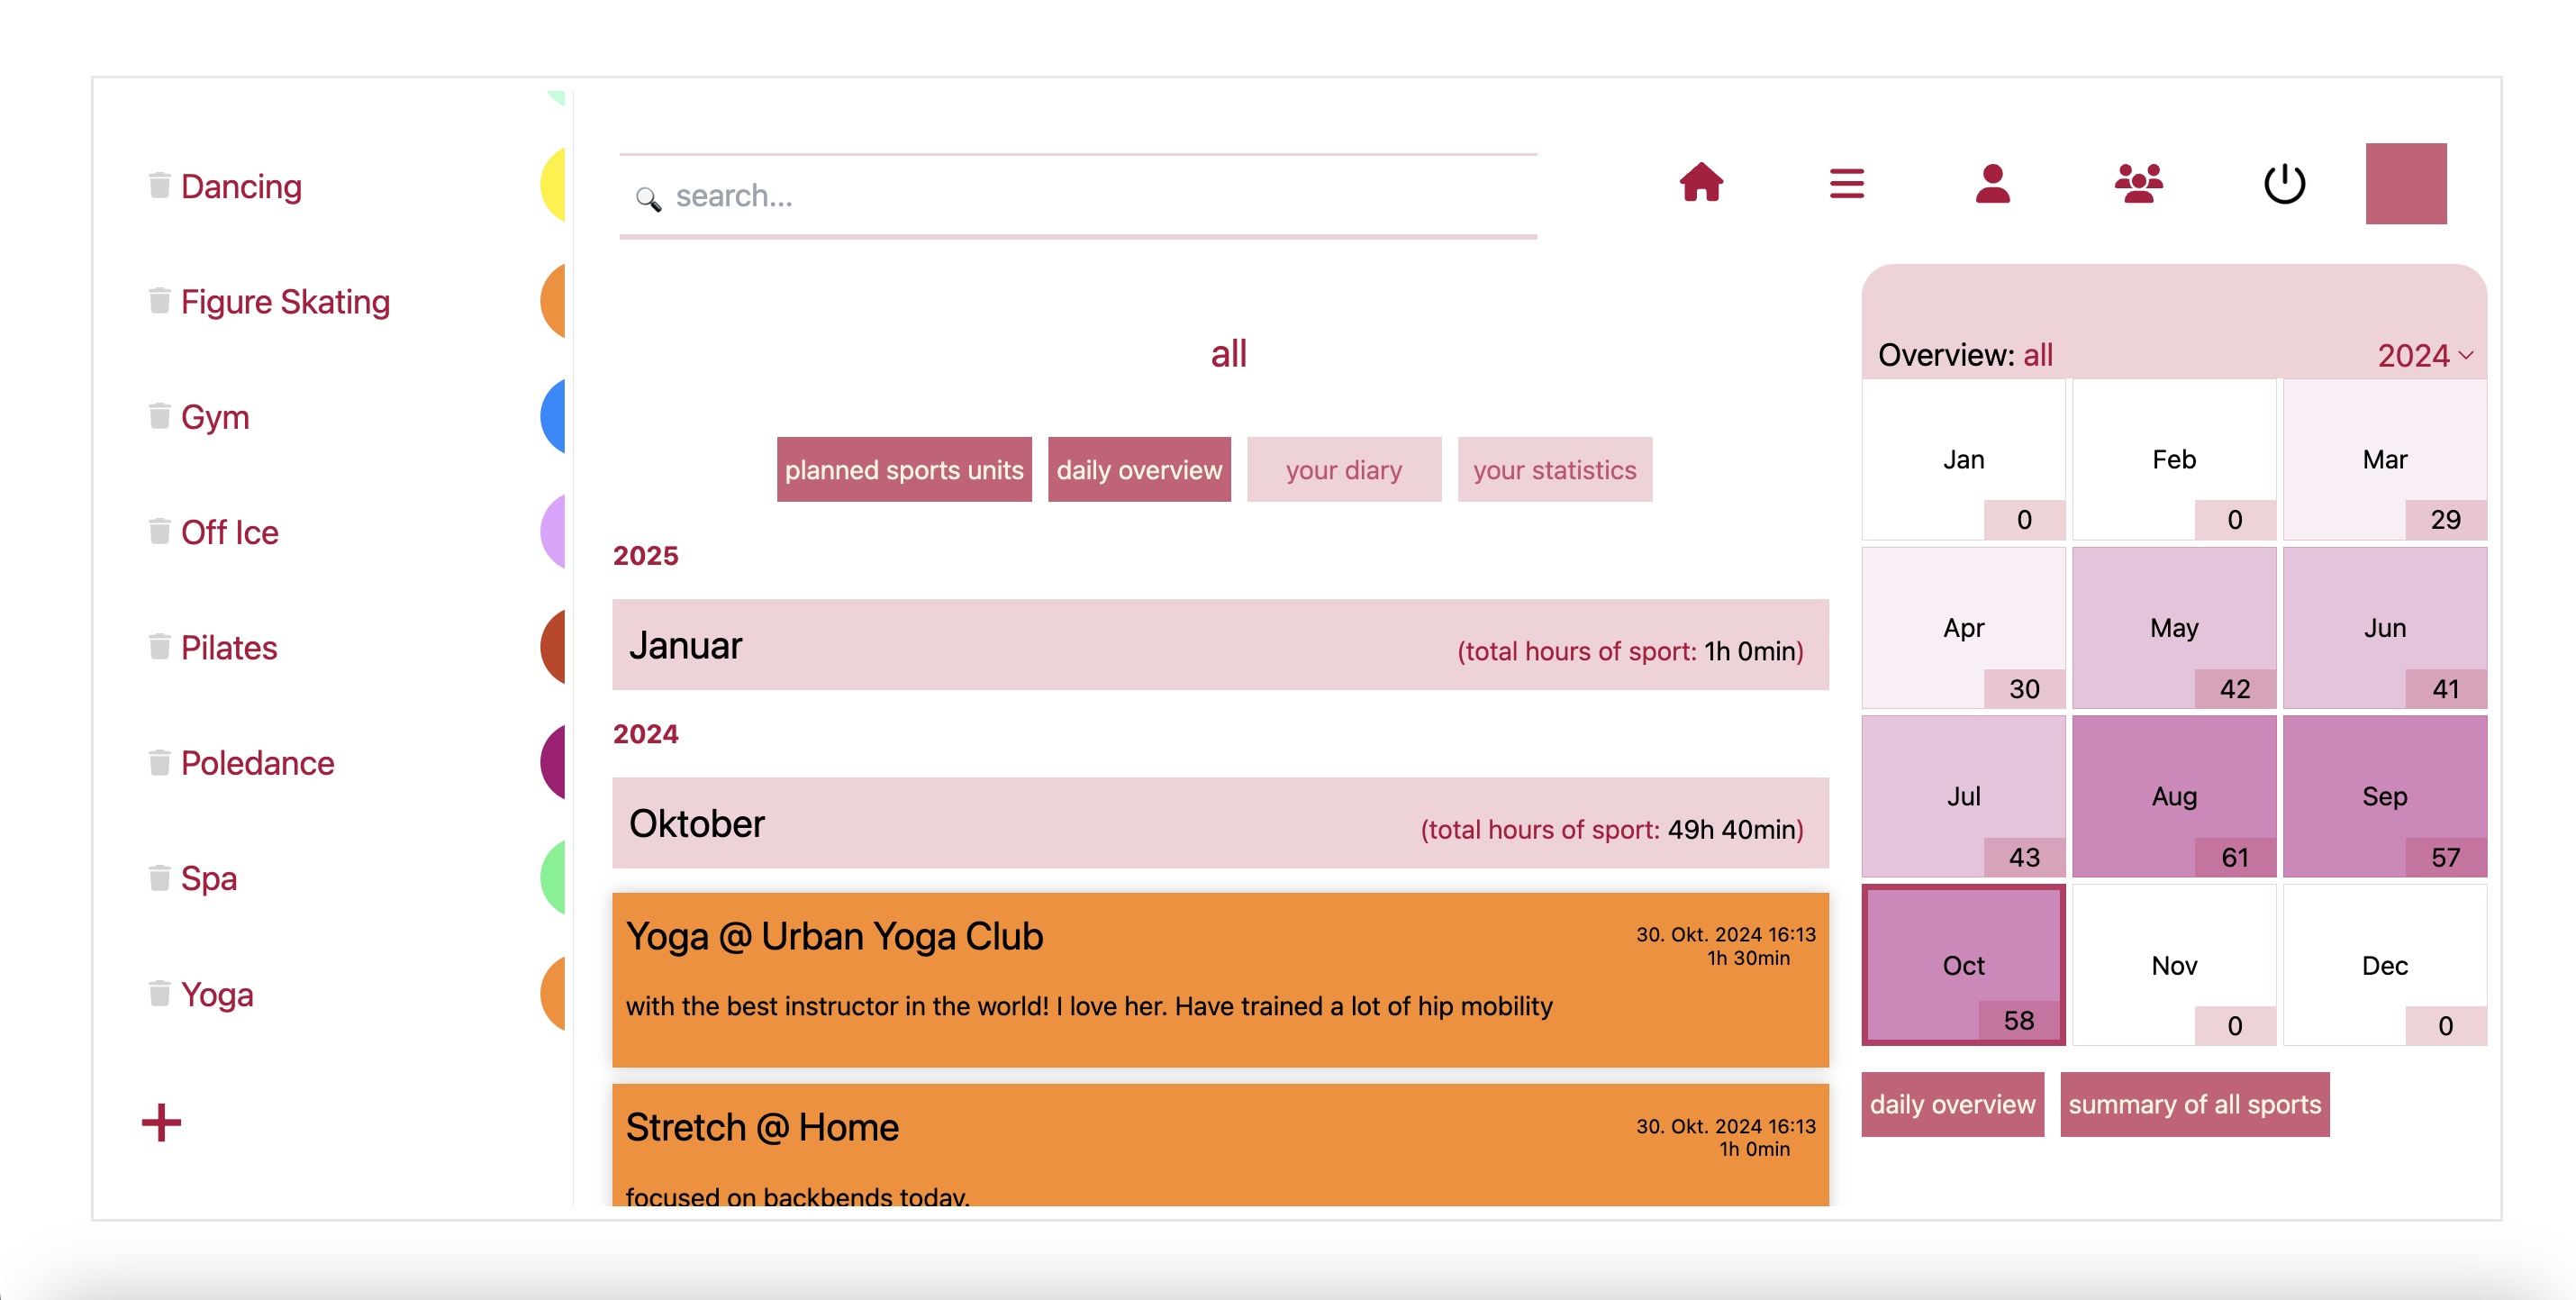 Dancing
Figure Skating
Gym
Off Ice
Pilates
Poledance
Spa
Yoga
search...
all
planned sports units
daily overview
your diary
your statistics
2025
Januar
(total hours of sport: 1h 0min)
2024
Oktober
(total hours of sport: 49h 40min)
Yoga @ Urban Yoga Club
30. Okt. 2024 16:13
1h 30min
with the best instructor in the world! I love her. Have trained a lot of hip mobility
Stretch @ Home
30. Okt. 2024 16:13
1h 0min
focused on backbends today.
Overview: all
2024
Jan
0
Feb
0
Mar
29
Apr
30
May
42
Jun
41
Jul
43
Aug
61
Sep
57
Oct
58
Nov
0
Dec
0
daily overview
summary of all sports